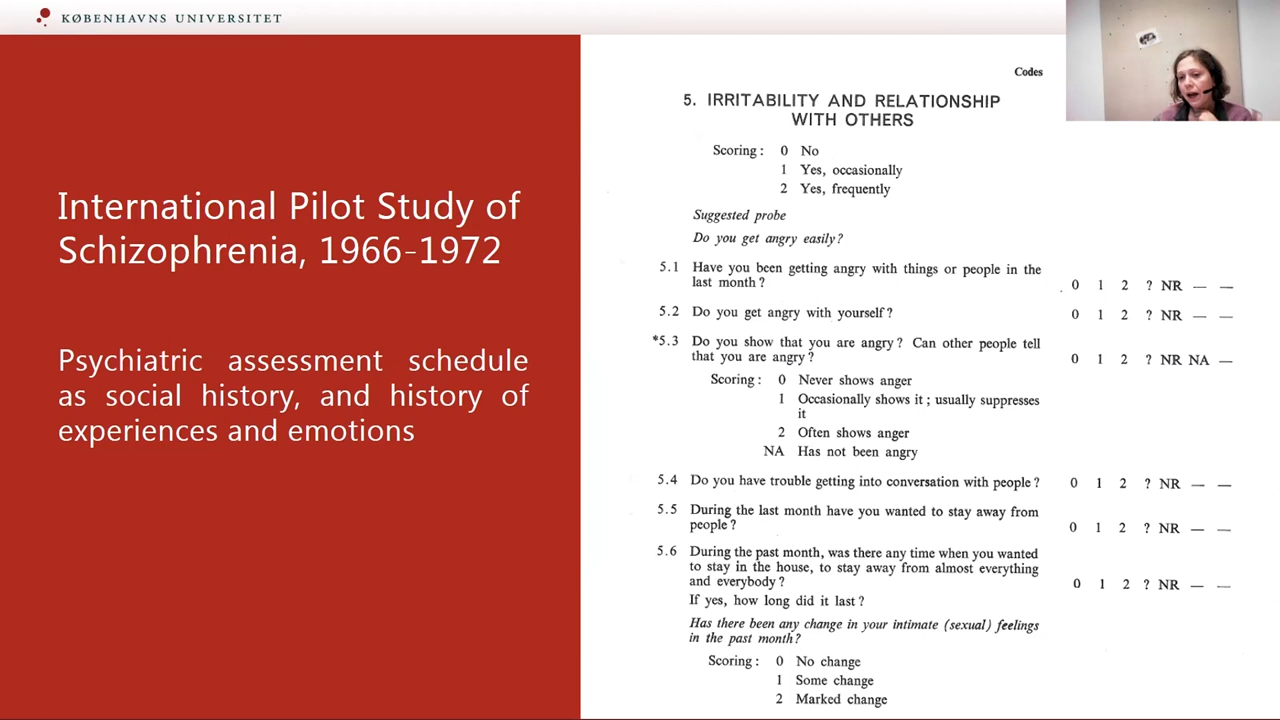 KØBENHAVNS UNIVERSITET
International Pilot Study of
Schizophrenia, 1966-1972
Psychiatric assessment schedule
as social history, and history of
experiences and emotions
Codes
5. IRRITABILITY AND RELATIONSHIP
WITH OTHERS
Scoring: 0 No
1 Yes, occasionally
2 Yes, frequently
Suggested probe
Do you get angry easily?
5.1 Have you been getting angry with things or people in the
last month?
0 1 2 ? NR — —
5.2 Do you get angry with yourself? 0 1 2 ? NR — —
*5.3 Do you show that you are angry? Can other people tell
that you are angry? 0 1 2 ? NR NA —
Scoring: 0 Never shows anger
1 Occasionally shows it; usually suppresses
it
2 Often shows anger
NA Has not been angry
5.4 Do you have trouble getting into conversation with people? 0 1 2 ? NR — —
5.5 During the last month have you wanted to stay away from
people? 0 1 2 ? NR — —
5.6 During the past month, was there any time when you wanted
to stay in the house, to stay away from almost everything
and everybody? 0 1 2 ? NR — —
If yes, how long did it last?
Has there been any change in your intimate (sexual) feelings
in the past month?
Scoring: 0 No change
1 Some change
2 Marked change